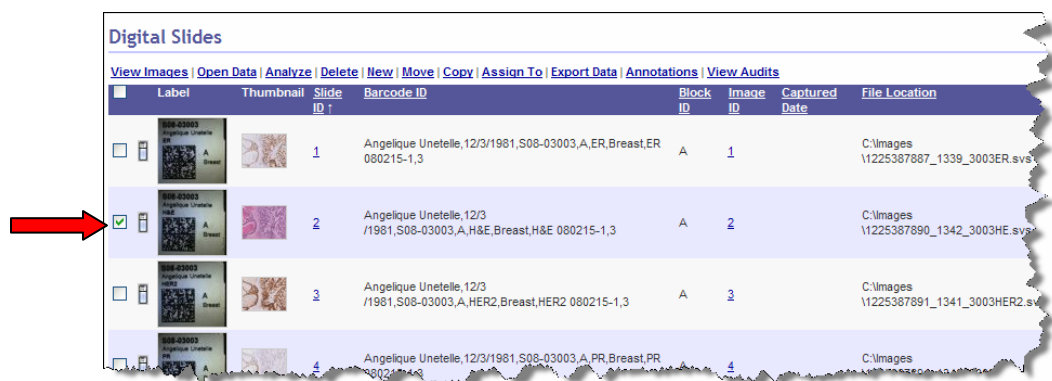 Digital Slides
View Images | Open Data | Analyze | Delete | New | Move | Copy | Assign To | Export Data | Annotations | View Audits
Label Thumbnail Slide ID ↑ Barcode ID Block ID Image ID Captured Date File Location
S08-03003
Angelique Unetelle
ER
A
Breast
1
Angelique Unetelle,12/3/1981,S08-03003,A,ER,Breast,ER
080215-1,3
A
1
C:\Images
\1225387887_1339_3003ER.svs
S08-03003
Angelique Unetelle
H&E
A
Breast
2
Angelique Unetelle,12/3
/1981,S08-03003,A,H&E,Breast,H&E 080215-1,3
A
2
C:\Images
\1225387890_1342_3003HE.svs
S08-03003
Angelique Unetelle
HER2
A
Breast
3
Angelique Unetelle,12/3
/1981,S08-03003,A,HER2,Breast,HER2 080215-1,3
A
3
C:\Images
\1225387891_1341_3003HER2.sv
S08-03003
Angelique Unetelle
PR
A
4
Angelique Unetelle,12/3/1981,S08-03003,A,PR,Breast,PR
A
4
C:\Images